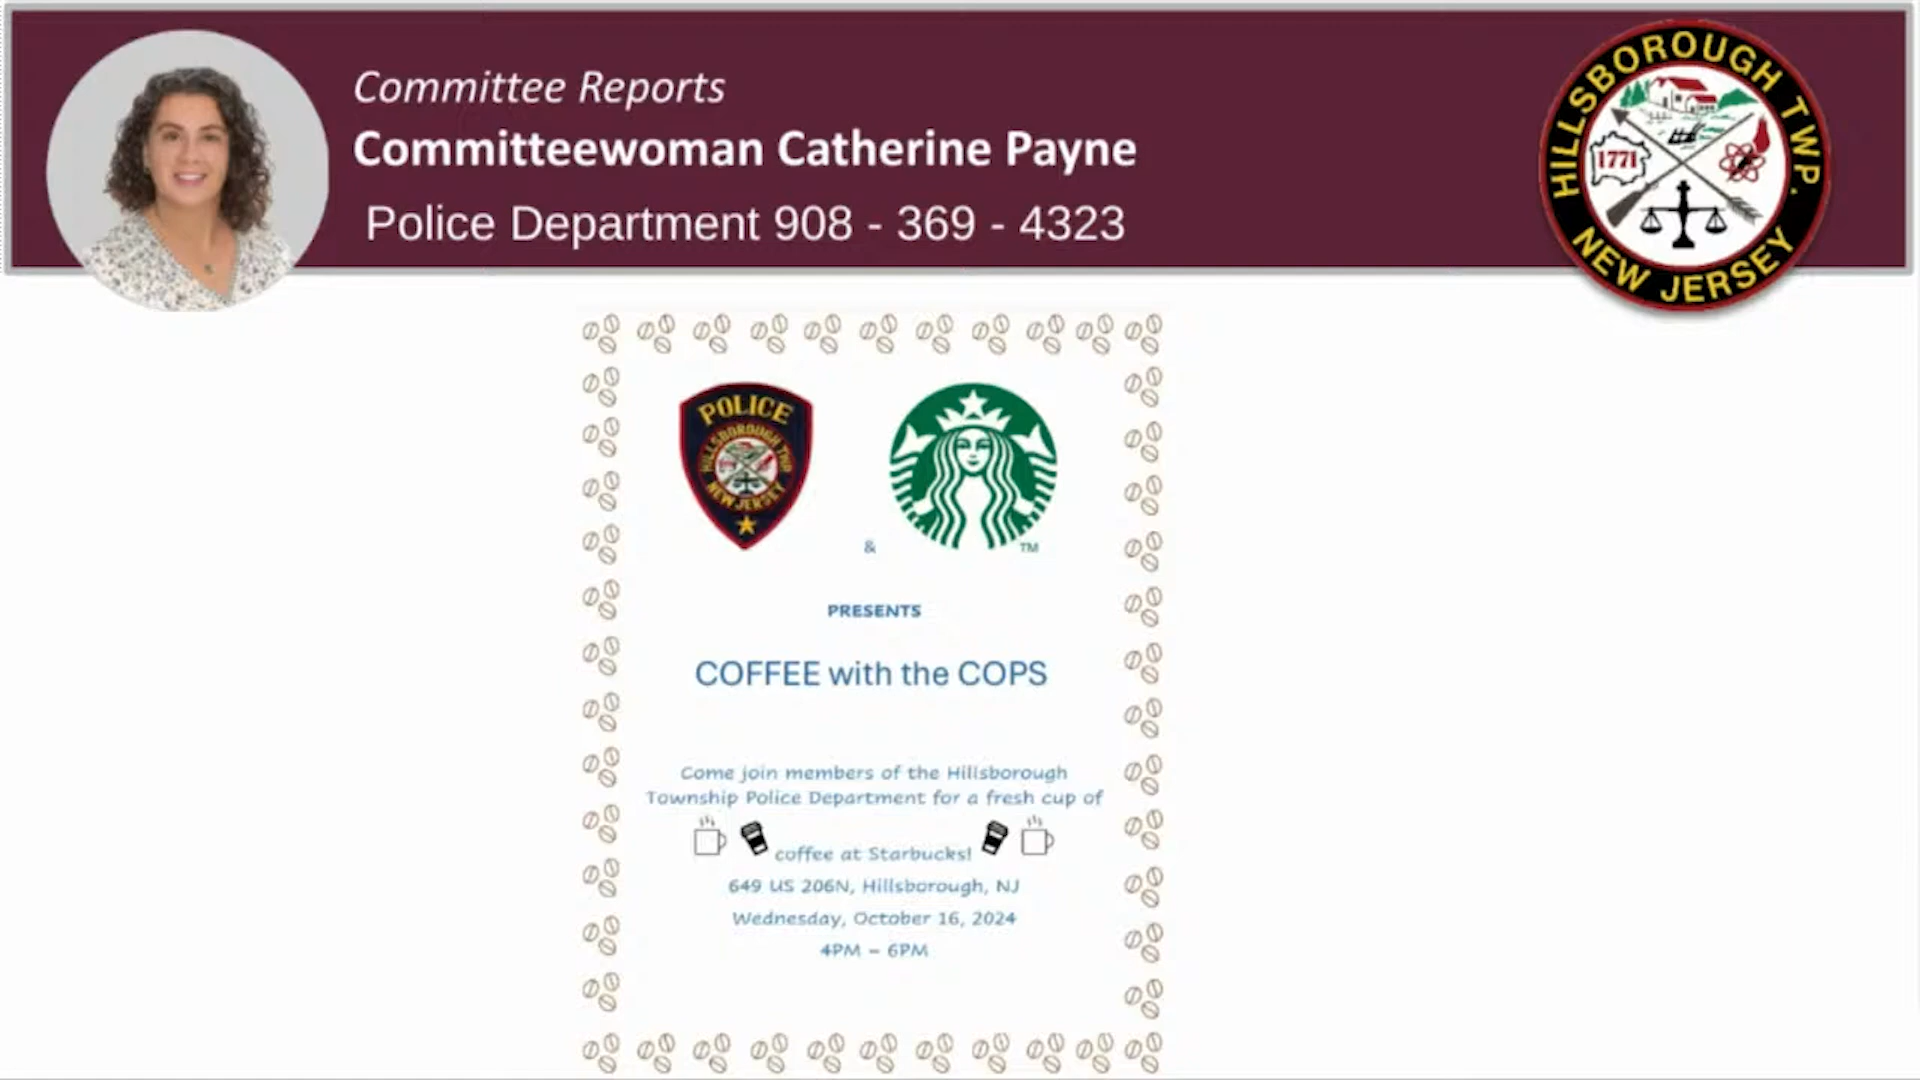 Committee Reports
Committeewoman Catherine Payne
Police Department 908 - 369 - 4323
HILLSBOROUGH TWP.
1771
NEW JERSEY
POLICE
HILLSBOROUGH TWP
NEW JERSEY
&
TM
PRESENTS
COFFEE with the COPS
Come join members of the Hillsborough
Township Police Department for a fresh cup of
coffee at Starbucks!
649 US 206N, Hillsborough, NJ
Wednesday, October 16, 2024
4PM – 6PM